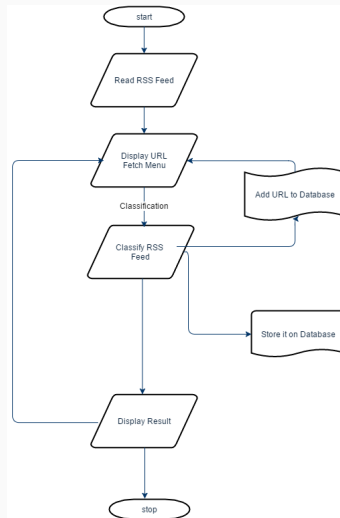 start
Read RSS Feed
Display URL
Fetch Menu
Add URL to Database
Classification
Classify RSS
Feed
Store it on Database
Display Result
stop